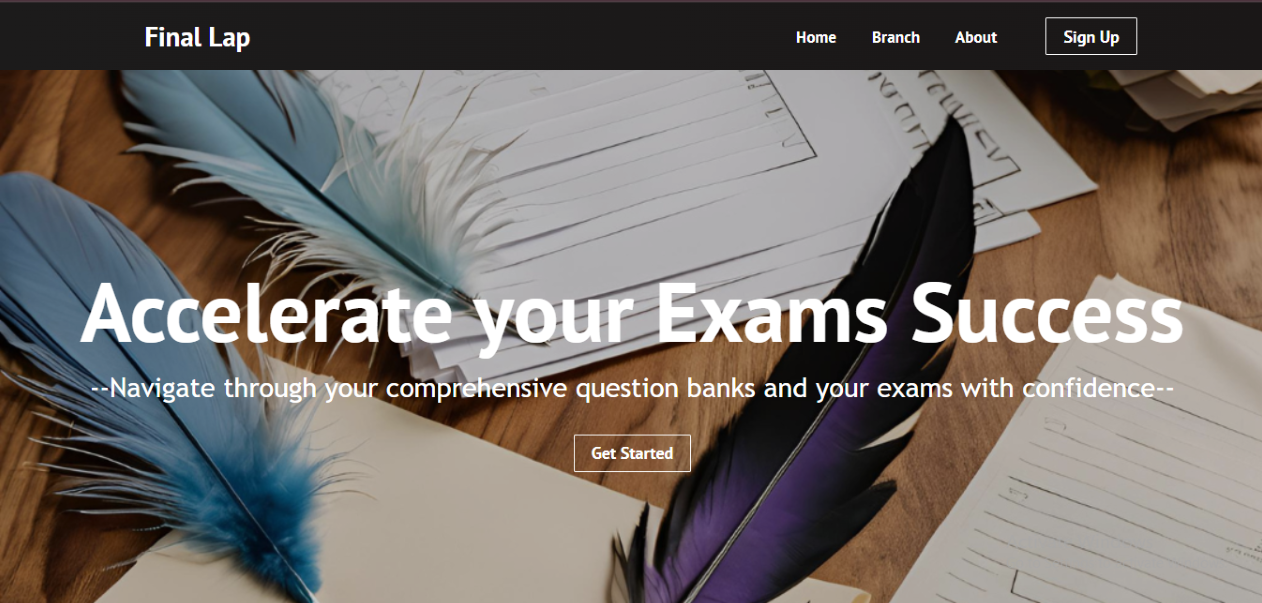 Final Lap
Home Branch About Sign Up
Accelerate your Exams Success
--Navigate through your comprehensive question banks and your exams with confidence--
Get Started